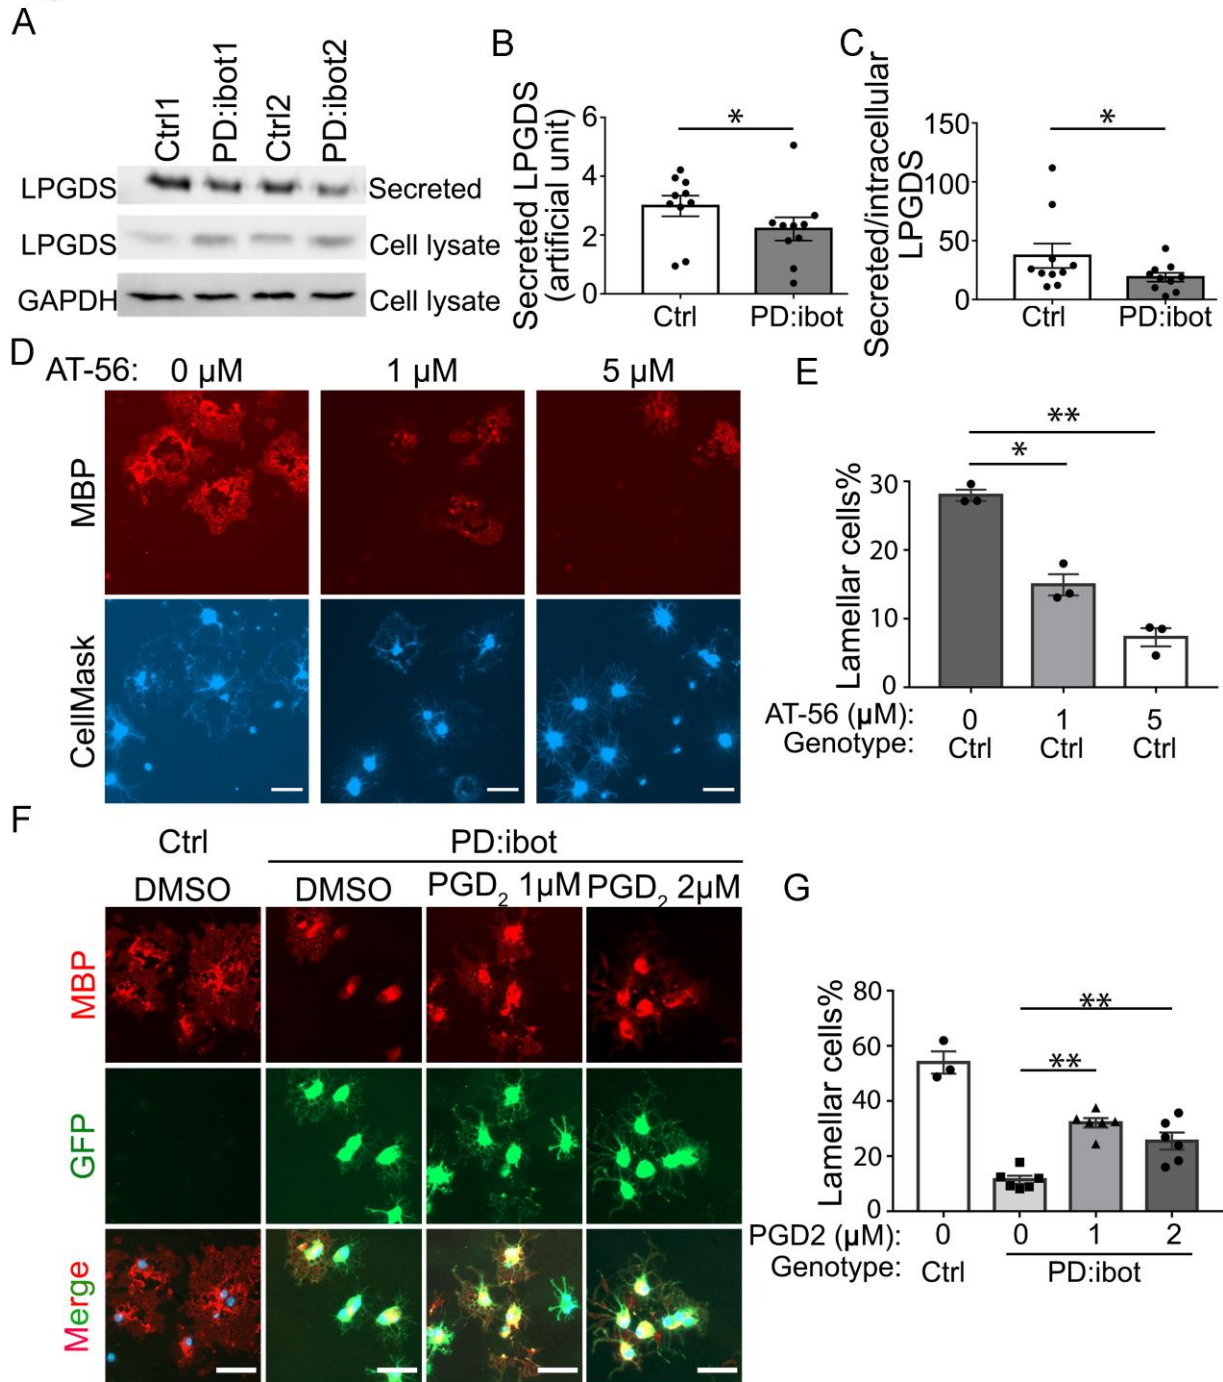 A
Ctrl1
PD:ibot1
Ctrl2
PD:ibot2
LPGDS
Secreted
LPGDS
Cell lysate
GAPDH
Cell lysate
B
Secreted LPGDS
(artificial unit)
6
4
2
0
*
Ctrl
PD:ibot
C
Secreted/intracellular
LPGDS
150
100
50
0
*
Ctrl
PD:ibot
D
AT-56: 0 µM 1 µM 5 µM
MBP
CellMask
E
Lamellar cells%
30
20
10
0
**
*
AT-56 (µM): 0 1 5
Genotype: Ctrl Ctrl Ctrl
F
Ctrl PD:ibot
DMSO DMSO PGD2 1µM PGD2 2µM
MBP
GFP
Merge
G
Lamellar cells%
80
60
40
20
0
**
**
PGD2 (µM): 0 0 1 2
Genotype: Ctrl PD:ibot